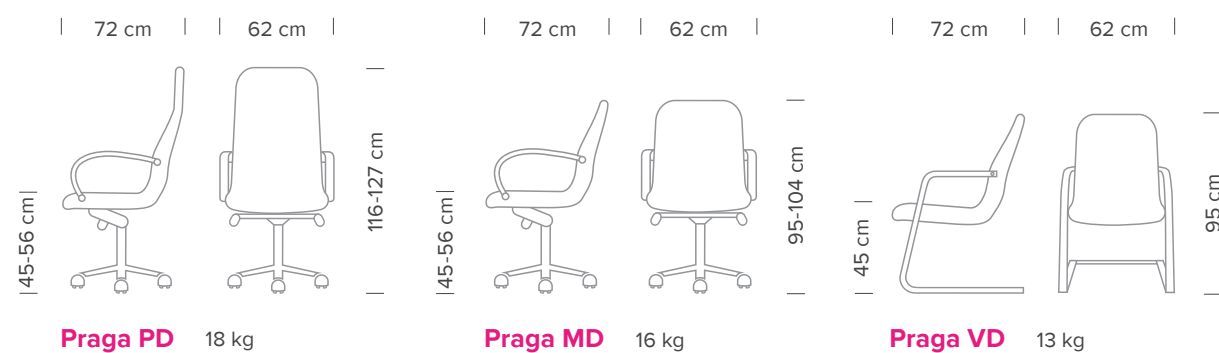 72 cm 62 cm
116-127 cm
45-56 cm
Praga PD 18 kg
72 cm 62 cm
95-104 cm
45-56 cm
Praga MD 16 kg
72 cm 62 cm
95 cm
45 cm
Praga VD 13 kg